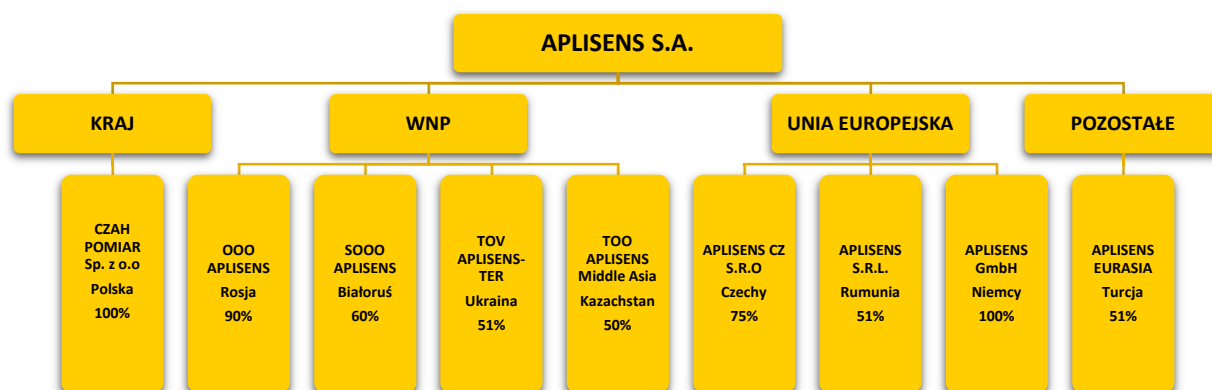 APLISENS S.A.
KRAJ
WNP
UNIA EUROPEJSKA
POZOSTAŁE
CZAH
POMIAR
Sp. z o.o
Polska
100%
OOO
APLISENS
Rosja
90%
SOOO
APLISENS
Białoruś
60%
TOV
APLISENS-
TER
Ukraina
51%
TOO
APLISENS
Middle Asia
Kazachstan
50%
APLISENS CZ
S.R.O
Czechy
75%
APLISENS
S.R.L.
Rumunia
51%
APLISENS
GmbH
Niemcy
100%
APLISENS
EURASIA
Turcja
51%